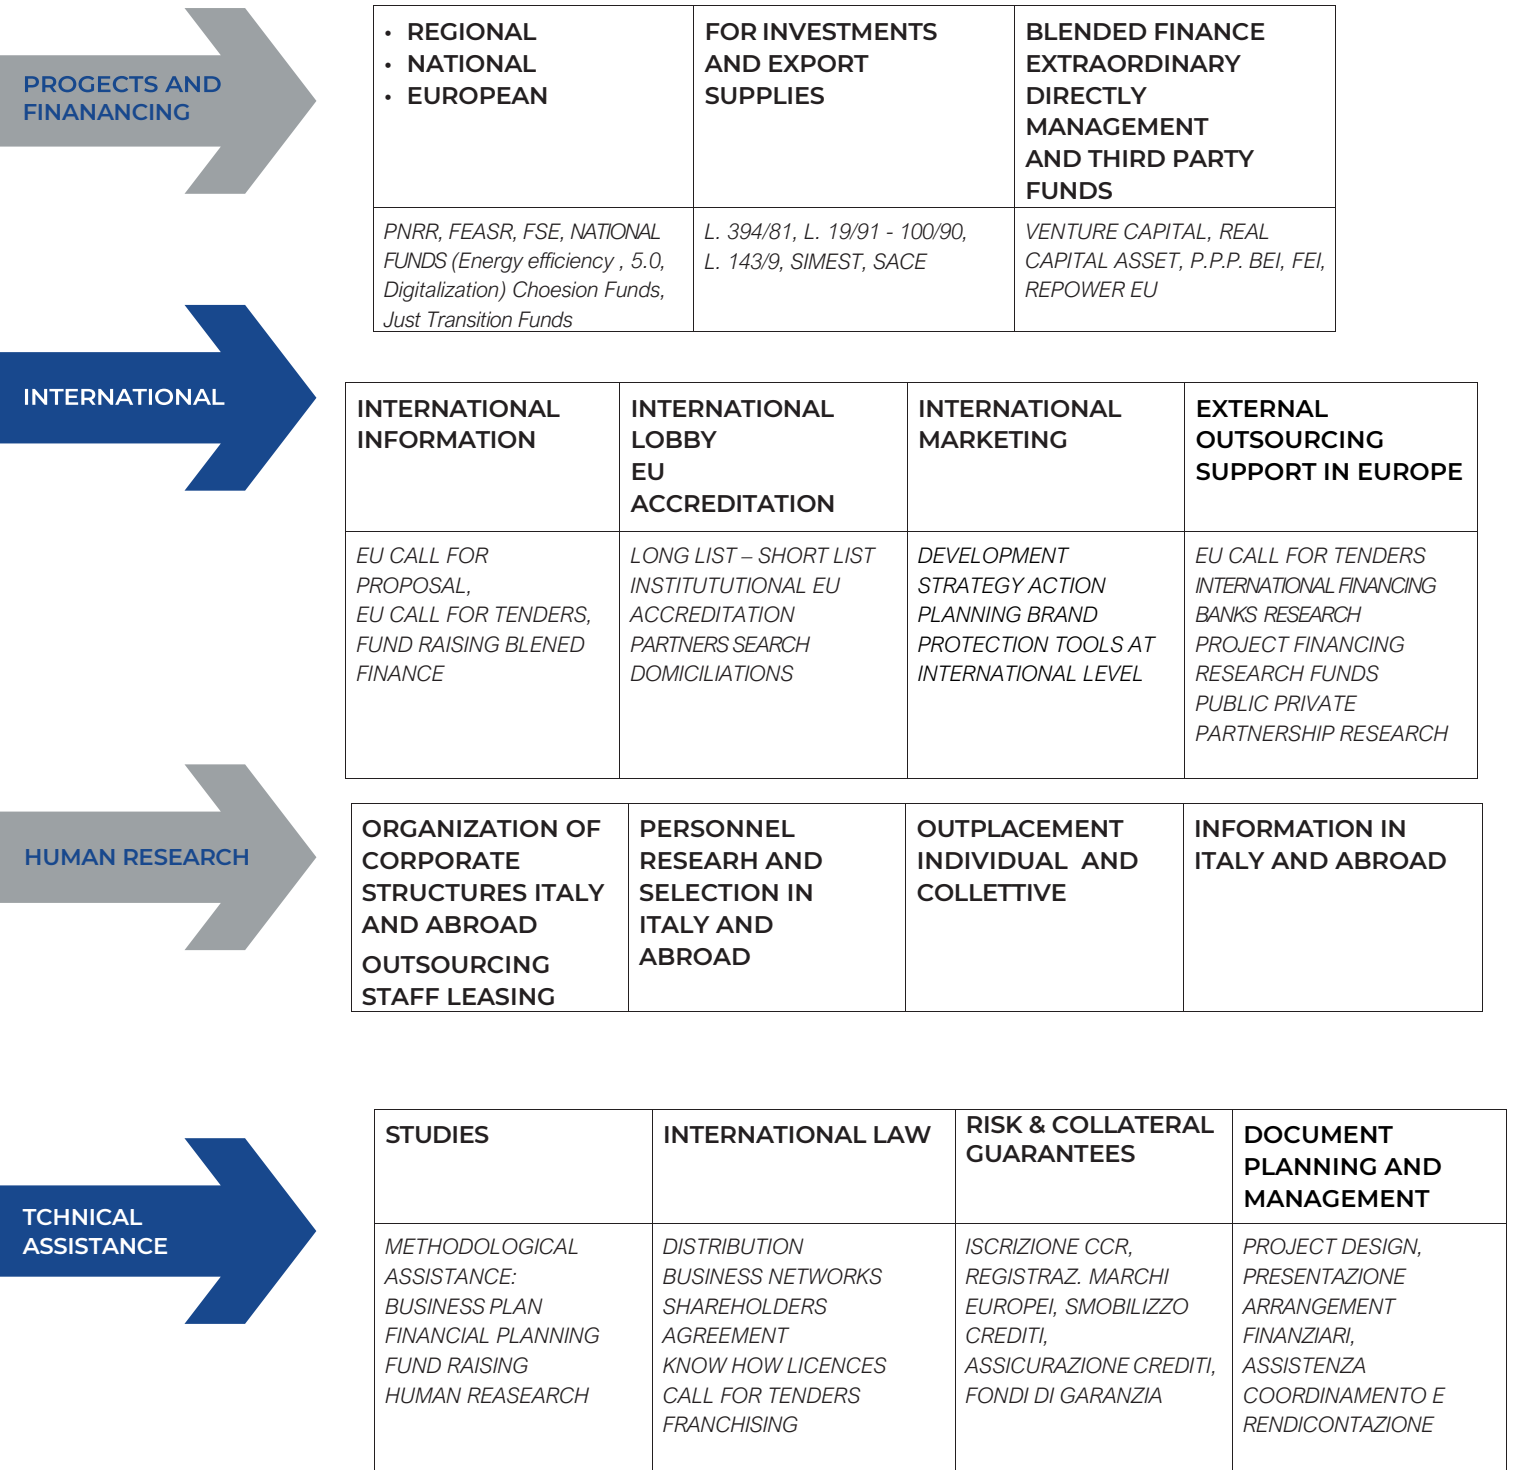 PROGECTS AND
FINANANCING
• REGIONAL
• NATIONAL
• EUROPEAN
FOR INVESTMENTS
AND EXPORT
SUPPLIES
BLENDED FINANCE
EXTRAORDINARY
DIRECTLY
MANAGEMENT
AND THIRD PARTY
FUNDS
PNRR, FEASR, FSE, NATIONAL
FUNDS (Energy efficiency , 5.0,
Digitalization) Choesion Funds,
Just Transition Funds
L. 394/81, L. 19/91 - 100/90,
L. 143/9, SIMEST, SACE
VENTURE CAPITAL, REAL
CAPITAL ASSET, P.P.P. BEI, FEI,
REPOWER EU
INTERNATIONAL
INTERNATIONAL
INFORMATION
INTERNATIONAL
LOBBY
EU
ACCREDITATION
INTERNATIONAL
MARKETING
EXTERNAL
OUTSOURCING
SUPPORT IN EUROPE
EU CALL FOR
PROPOSAL,
EU CALL FOR TENDERS,
FUND RAISING BLENED
FINANCE
LONG LIST – SHORT LIST
INSTITUTUTIONAL EU
ACCREDITATION
PARTNERS SEARCH
DOMICILIATIONS
DEVELOPMENT
STRATEGY ACTION
PLANNING BRAND
PROTECTION TOOLS AT
INTERNATIONAL LEVEL
EU CALL FOR TENDERS
INTERNATIONAL FINANCING
BANKS RESEARCH
PROJECT FINANCING
RESEARCH FUNDS
PUBLIC PRIVATE
PARTNERSHIP RESEARCH
HUMAN RESEARCH
ORGANIZATION OF
CORPORATE
STRUCTURES ITALY
AND ABROAD
OUTSOURCING
STAFF LEASING
PERSONNEL
RESEARH AND
SELECTION IN
ITALY AND
ABROAD
OUTPLACEMENT
INDIVIDUAL AND
COLLETTIVE
INFORMATION IN
ITALY AND ABROAD
TCHNICAL
ASSISTANCE
STUDIES
INTERNATIONAL LAW
RISK & COLLATERAL
GUARANTEES
DOCUMENT
PLANNING AND
MANAGEMENT
METHODOLOGICAL
ASSISTANCE:
BUSINESS PLAN
FINANCIAL PLANNING
FUND RAISING
HUMAN REASEARCH
DISTRIBUTION
BUSINESS NETWORKS
SHAREHOLDERS
AGREEMENT
KNOW HOW LICENCES
CALL FOR TENDERS
FRANCHISING
ISCRIZIONE CCR,
REGISTRAZ. MARCHI
EUROPEI, SMOBILIZZO
CREDITI,
ASSICURAZIONE CREDITI,
FONDI DI GARANZIA
PROJECT DESIGN,
PRESENTAZIONE
ARRANGEMENT
FINANZIARI,
ASSISTENZA
COORDINAMENTO E
RENDICONTAZIONE